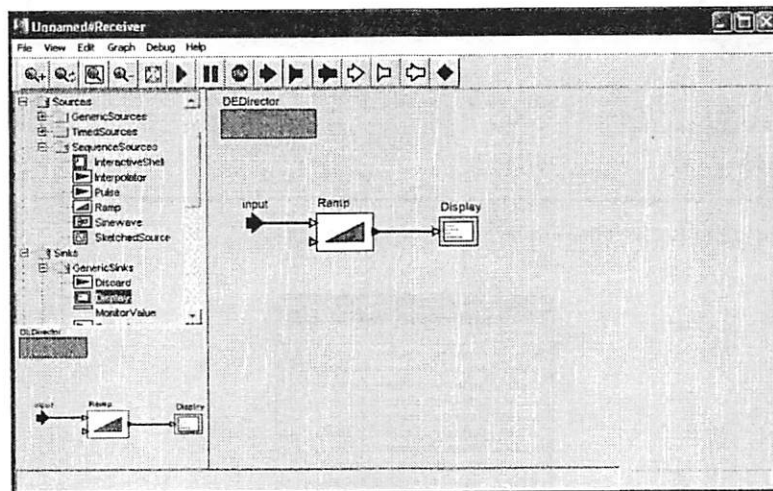 Unnamed#Receiver
File View Edit Graph Debug Help
Sources
GenericSources
TimedSources
SequenceSources
InteractiveShell
Interpolator
Pulse
Ramp
Sinewave
SketchedSource
Sinks
GenericSinks
Discard
Display
MonitorValue
DEDirector
input
Ramp
Display
DEDirector
input
Ramp
Display